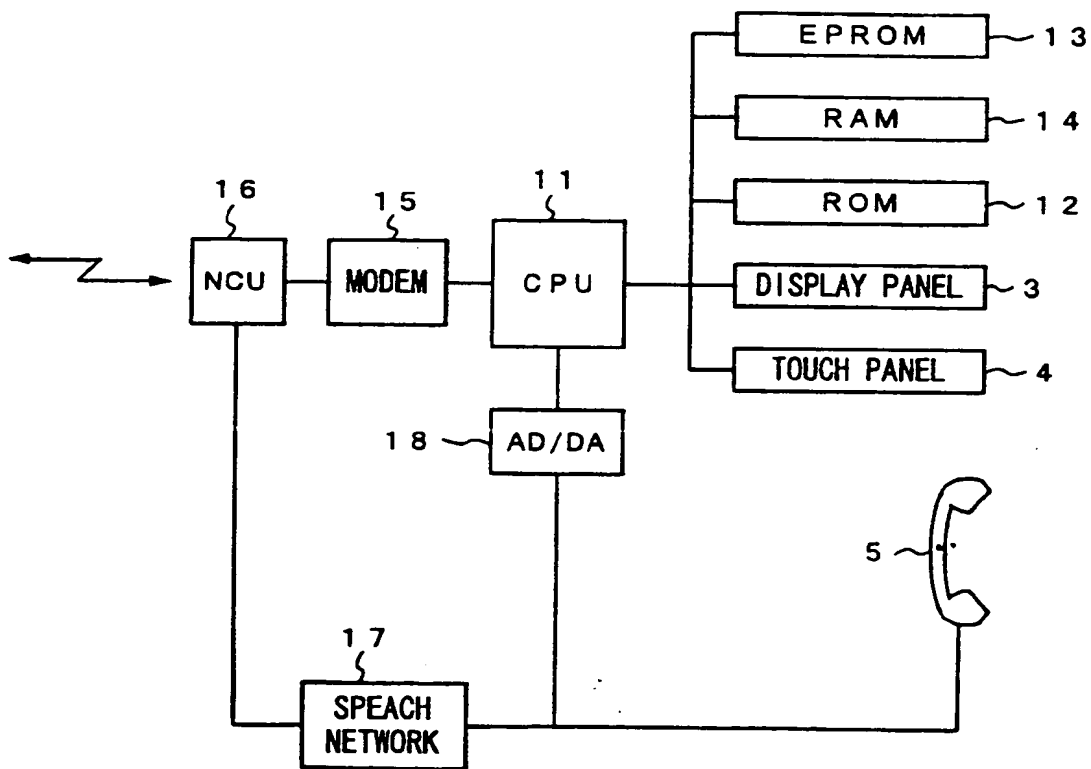 EPROM 13
RAM 14
16 15 11
ROM 12
NCU MODEM CPU
DISPLAY PANEL 3
TOUCH PANEL 4
18 AD/DA
5
17
SPEACH
NETWORK